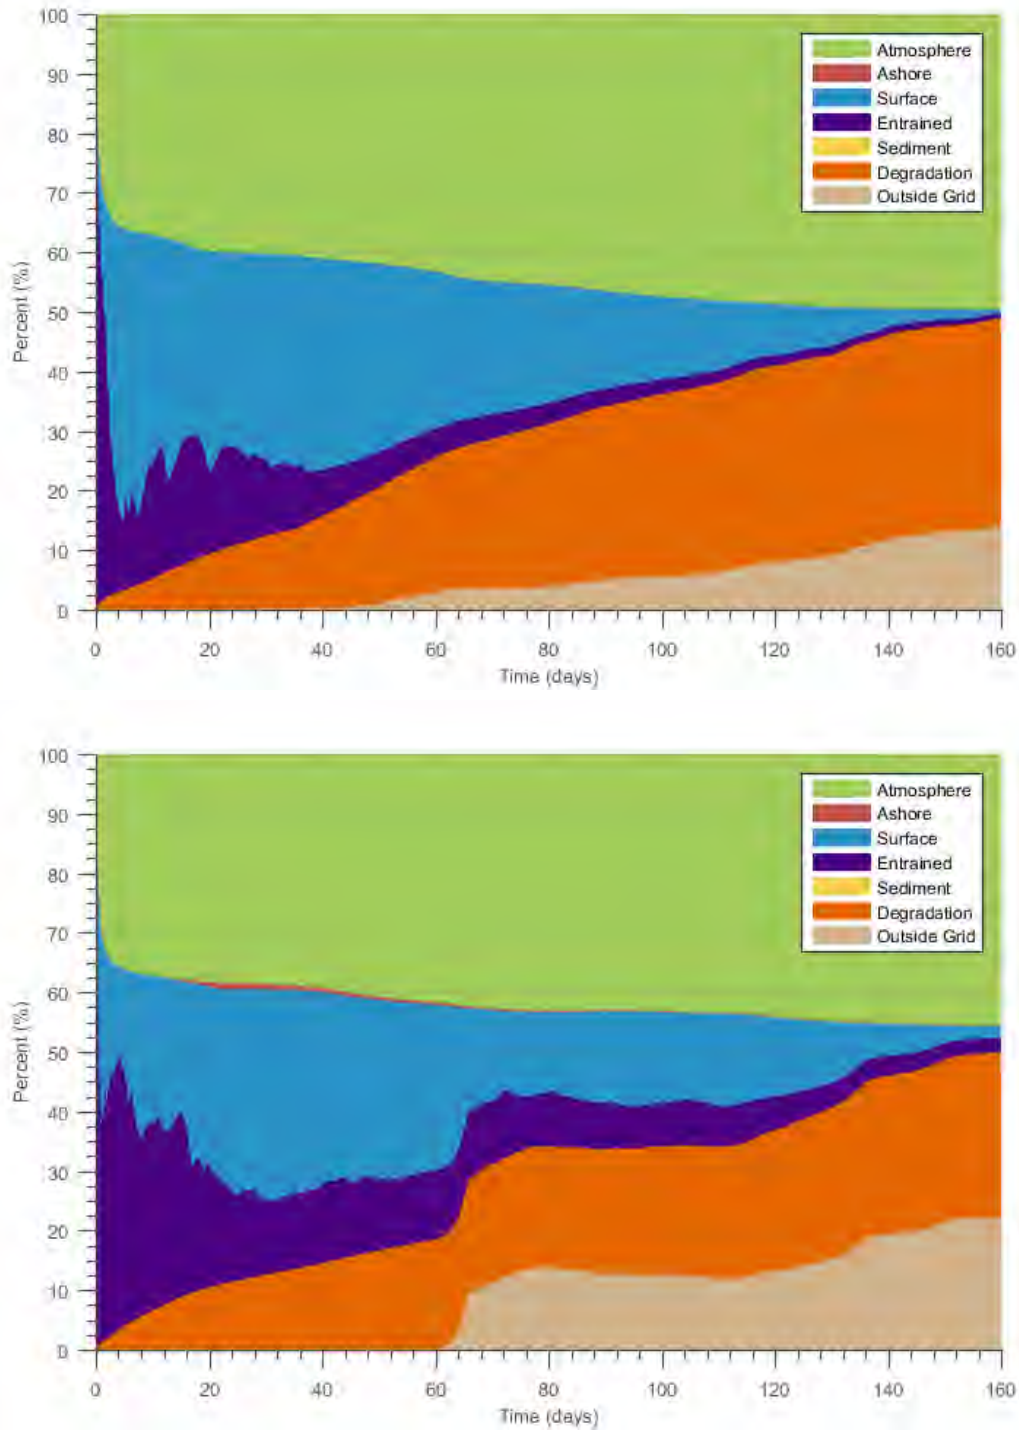 100
90
80
70
60
50
40
30
20
10
0
Percent (%)
0 20 40 60 80 100 120 140 160
Time (days)
Atmosphere
Ashore
Surface
Entrained
Sediment
Degradation
Outside Grid
100
90
80
70
60
50
40
30
20
10
0
Percent (%)
0 20 40 60 80 100 120 140 160
Time (days)
Atmosphere
Ashore
Surface
Entrained
Sediment
Degradation
Outside Grid